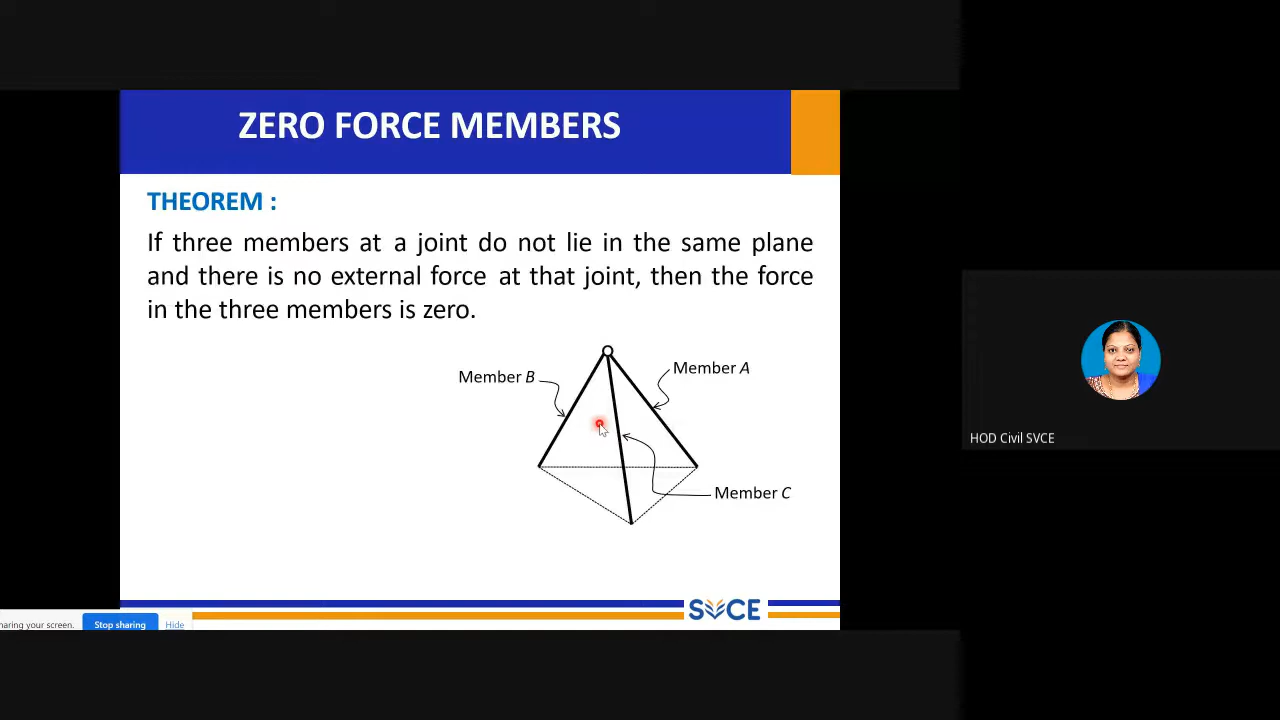 ZERO FORCE MEMBERS
THEOREM :
If three members at a joint do not lie in the same plane
and there is no external force at that joint, then the force
in the three members is zero.
Member A
Member B
Member C
HOD Civil SVCE
SVCE
haring your screen. Stop sharing Hide